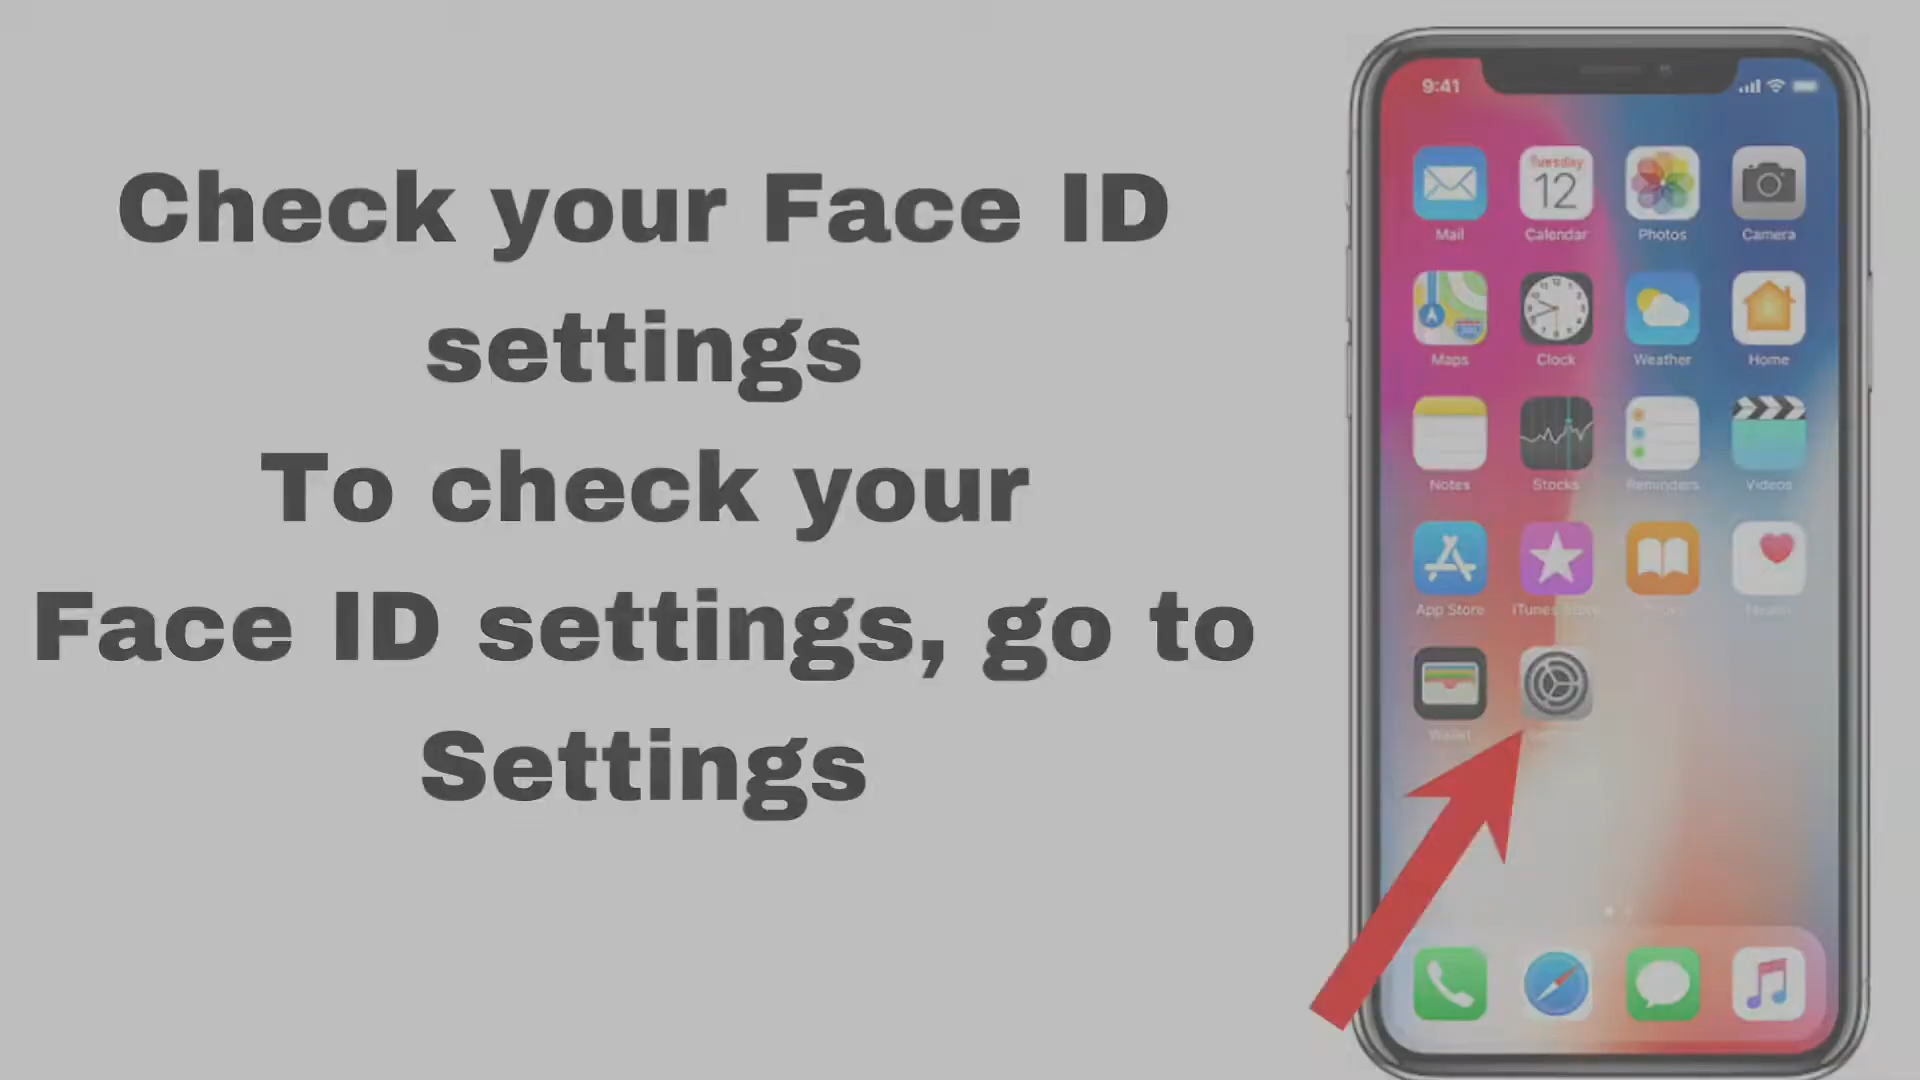 Check your Face ID
settings
To check your
Face ID settings, go to
Settings
9:41
Tuesday
12
Mail
Calendar
Photos
Camera
Maps
Clock
Weather
Home
Notes
Stocks
Reminders
Videos
App Store
iTunes Store
Wallet